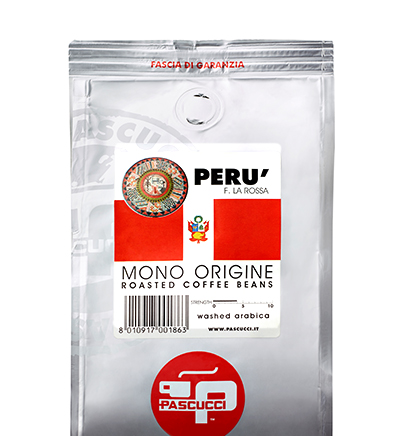 FASCIA DI GARANZIA
PASCUCCI
PERU'
F. LA ROSSA
MONO ORIGINE
ROASTED COFFEE BEANS
STRENGTH 0 5 10
washed arabica
WWW.PASCUCCI.IT
8 010917 001863
PASCUCCI